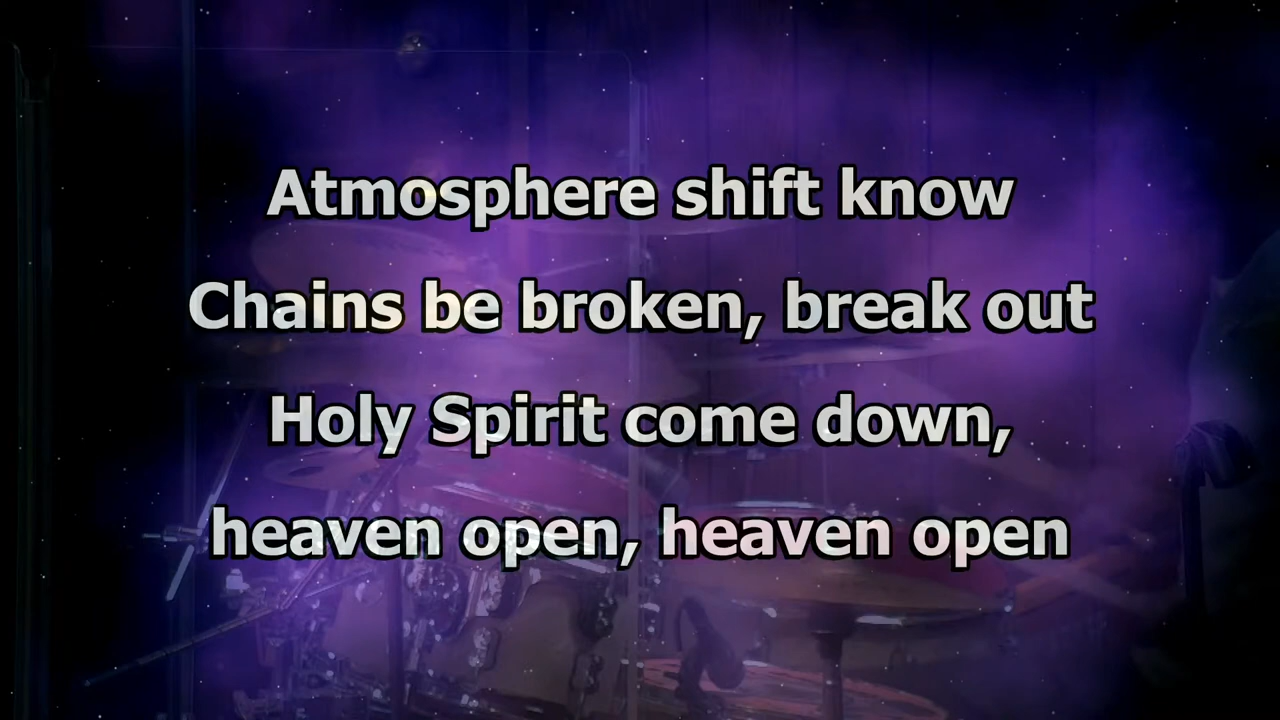 Atmosphere shift know
Chains be broken, break out
Holy Spirit come down,
heaven open, heaven open